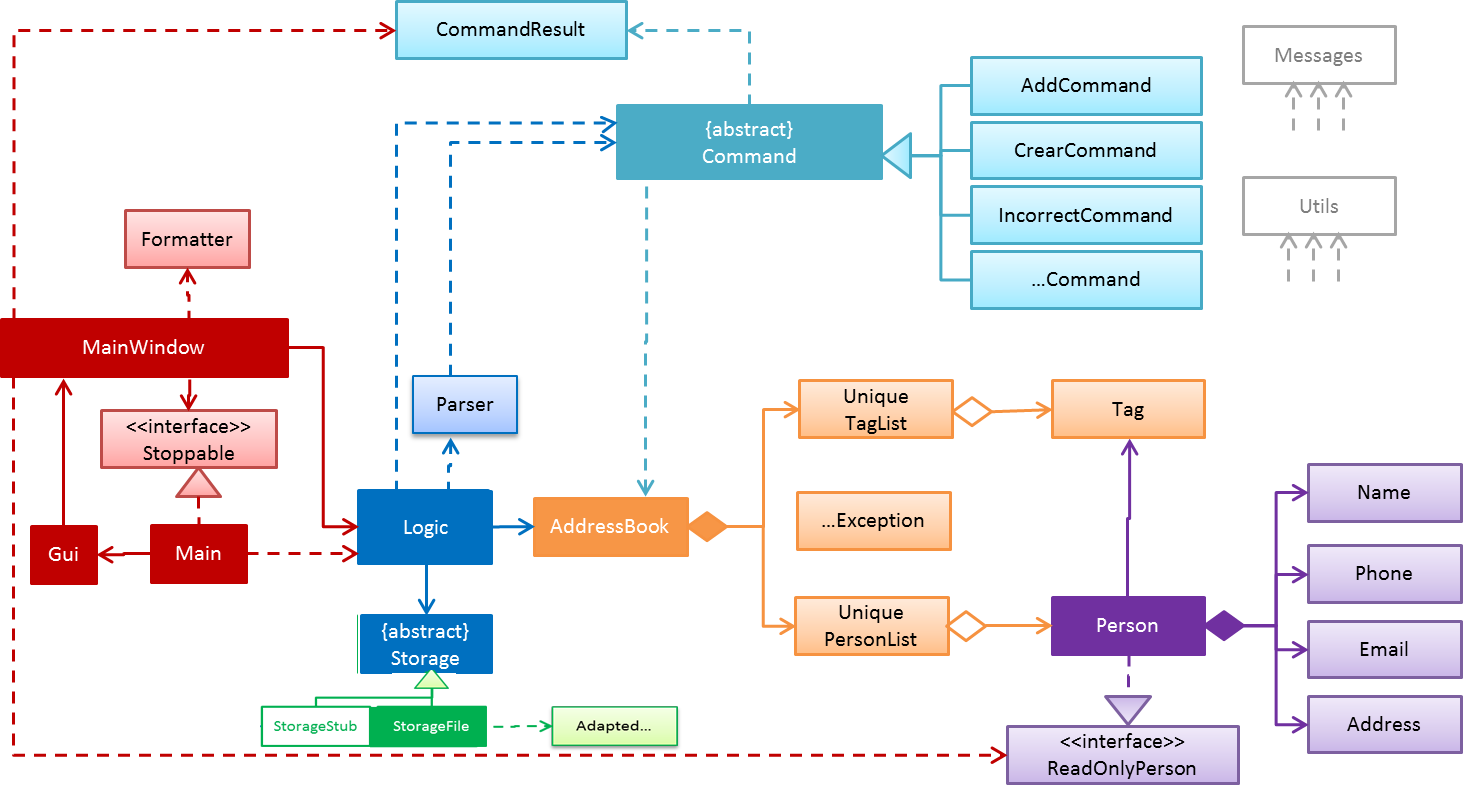 CommandResult
Messages
AddCommand
{abstract}
Command
CrearCommand
IncorrectCommand
Utils
...Command
Formatter
MainWindow
<<interface>>
Stoppable
Parser
Unique
TagList
Tag
Gui
Main
Logic
AddressBook
...Exception
Name
Phone
{abstract}
Storage
Unique
PersonList
Person
Email
StorageStub
StorageFile
Adapted...
Address
<<interface>>
ReadOnlyPerson